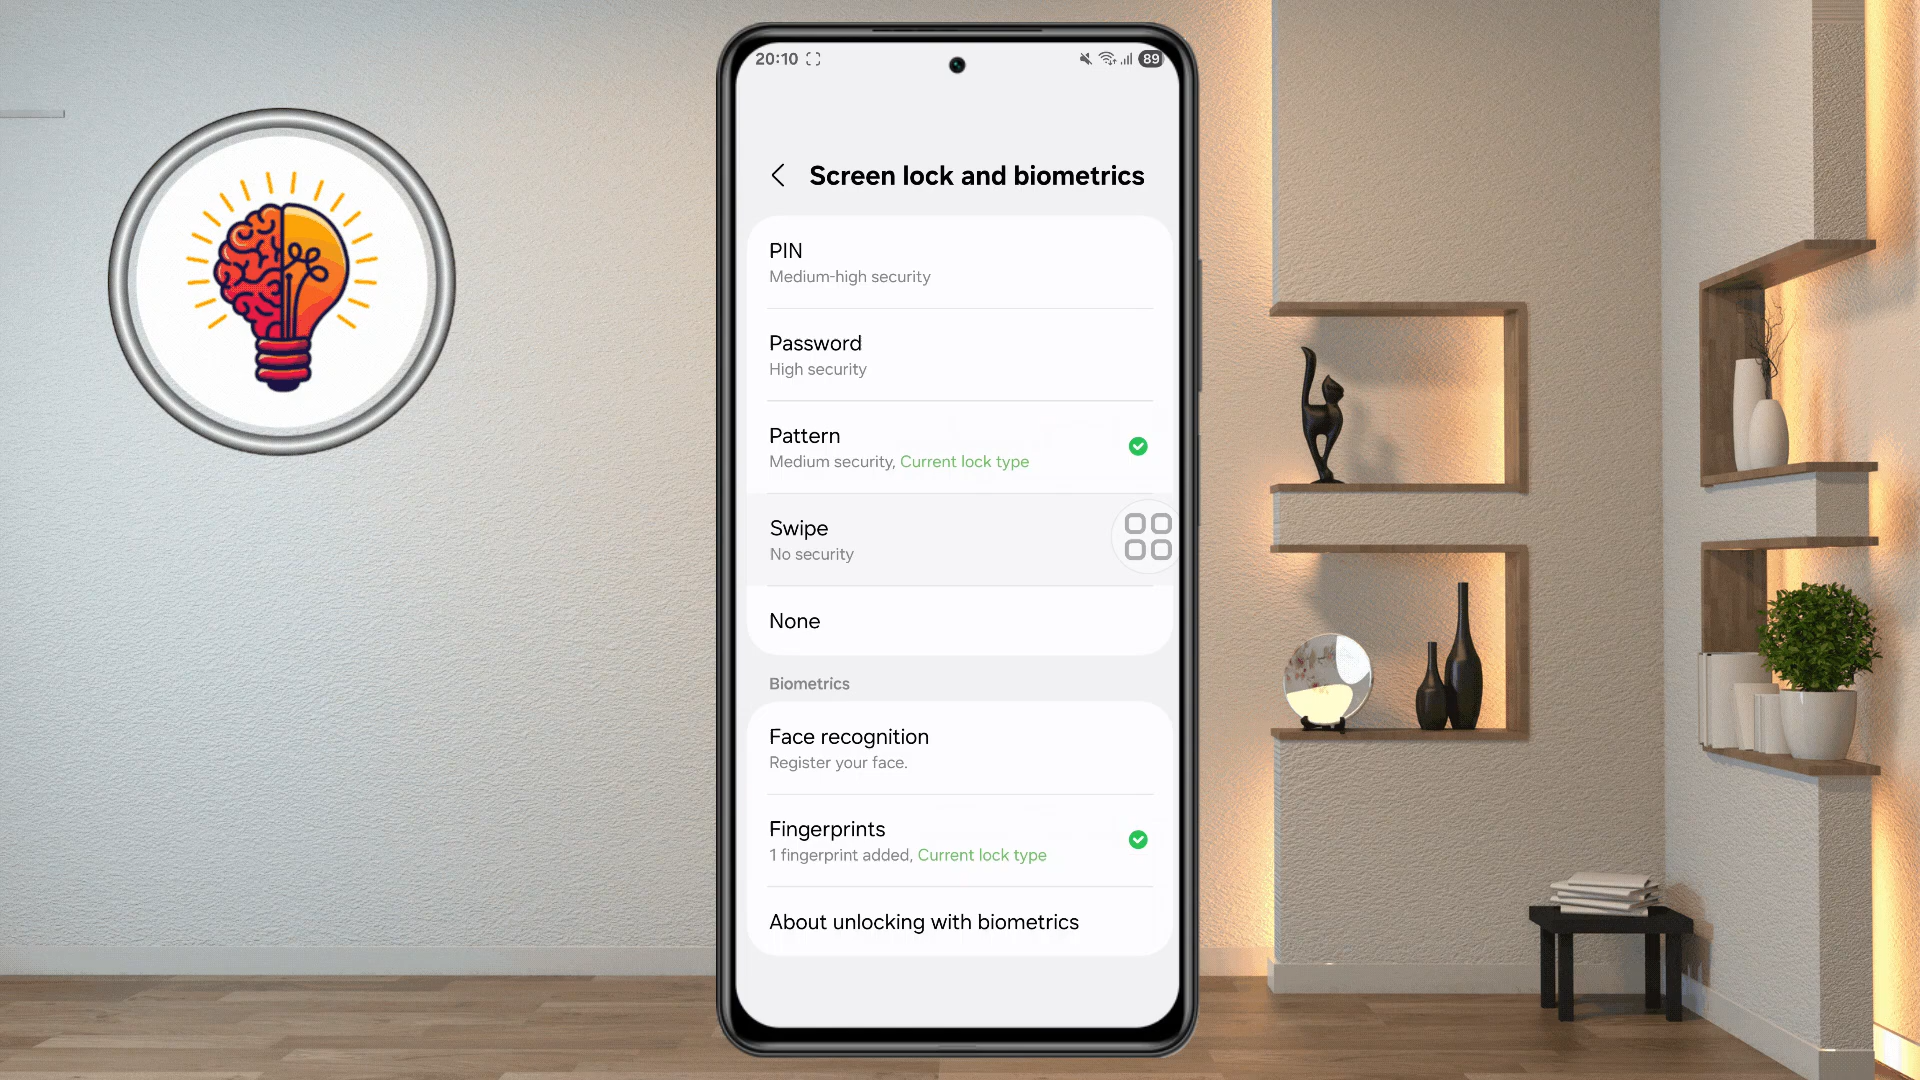 20:10
89
Screen lock and biometrics
PIN
Medium-high security
Password
High security
Pattern
Medium security, Current lock type
Swipe
No security
None
Biometrics
Face recognition
Register your face.
Fingerprints
1 fingerprint added, Current lock type
About unlocking with biometrics